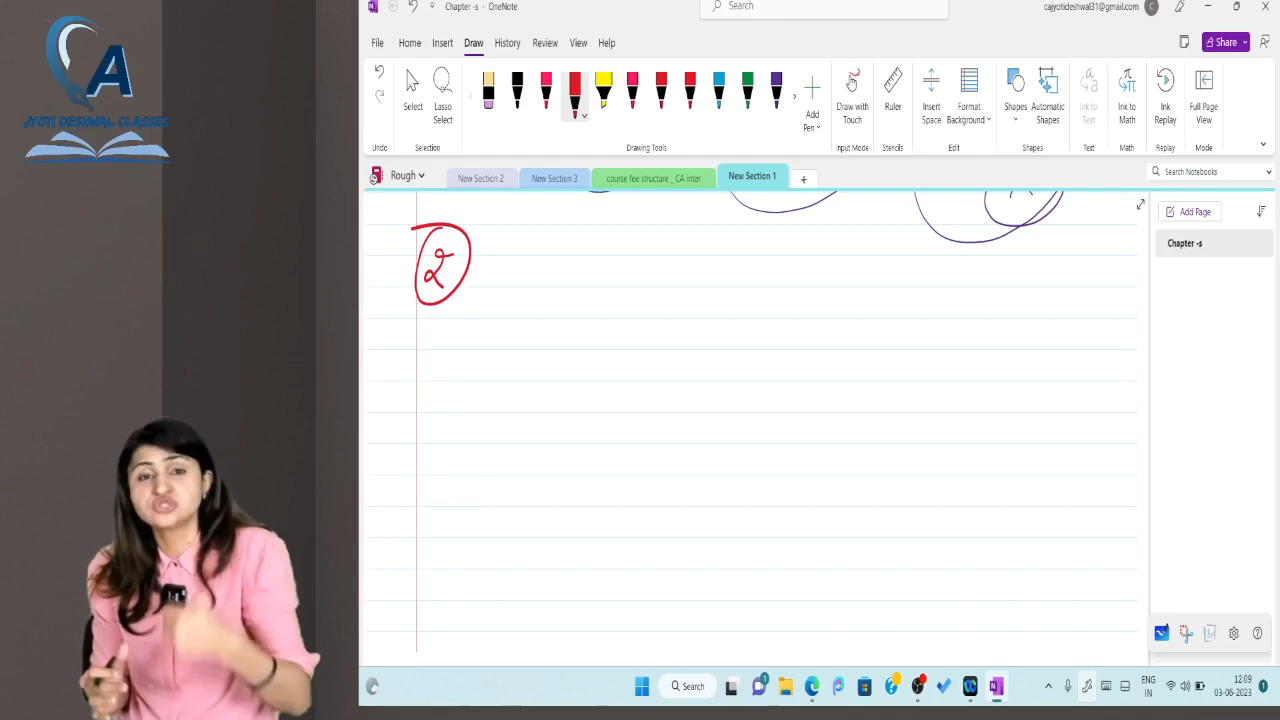 Chapter -s - OneNote
Search
cajyotideshwal31@gmail.com
C
File Home Insert Draw History Review View Help
Share
Undo
Select
Lasso Select
Selection
Drawing Tools
Add Pen
Draw with Touch
Input Mode
Ruler
Stencils
Insert Space
Format Background
Edit
Shapes
Automatic Shapes
Shapes
Ink to Text
Text
Ink to Math
Math
Ink Replay
Replay
Full Page View
Mode
A
JYOTI DESHWAL CLASSES
Rough
New Section 2
New Section 3
course fee structure _ CA inter
New Section 1
+
Search Notebooks
Add Page
Chapter -s
2
Search
1
ENG
IN
12:09
03-06-2023
1